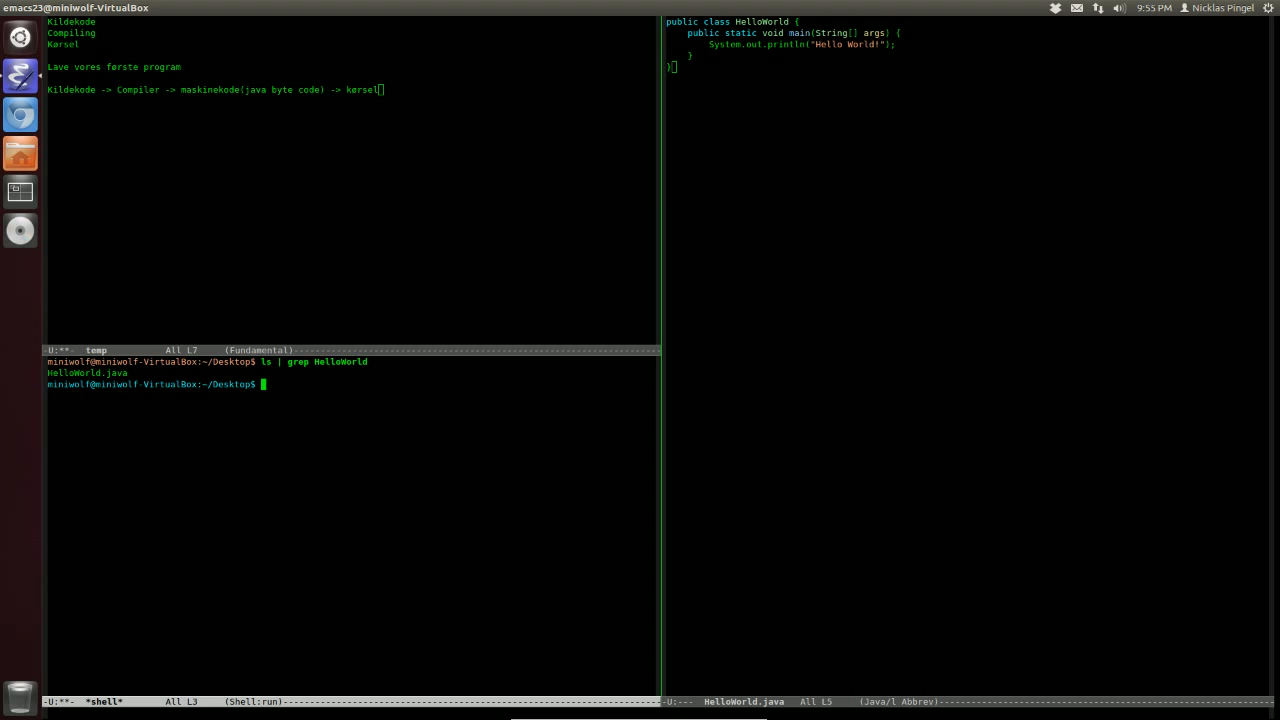 emacs23@miniwolf-VirtualBox
9:55 PM
Nicklas Pingel
Kildekode
Compiling
Kørsel
Lave vores første program
Kildekode -> Compiler -> maskinekode(java byte code) -> kørsel
-U:**- temp All L7 (Fundamental)
miniwolf@miniwolf-VirtualBox:~/Desktop$ ls | grep HelloWorld
HelloWorld.java
miniwolf@miniwolf-VirtualBox:~/Desktop$
-U:**- *shell* All L3 (Shell:run)
public class HelloWorld {
public static void main(String[] args) {
System.out.println("Hello World!");
}
}
-U:--- HelloWorld.java All L5 (Java/l Abbrev)